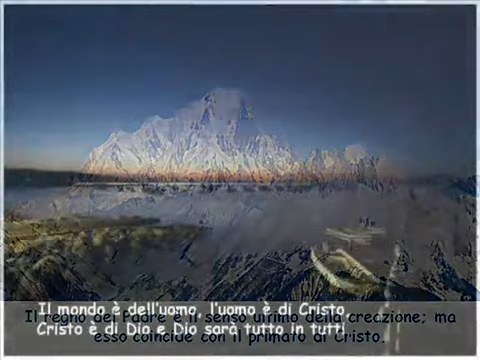 Il mondo è dell'uomo, l'uomo è di Cristo,
Cristo è di Dio e Dio sarà tutto in tutti.
Il regno del Padre è il senso ultimo della creazione; ma
esso coincide con il primato di Cristo.